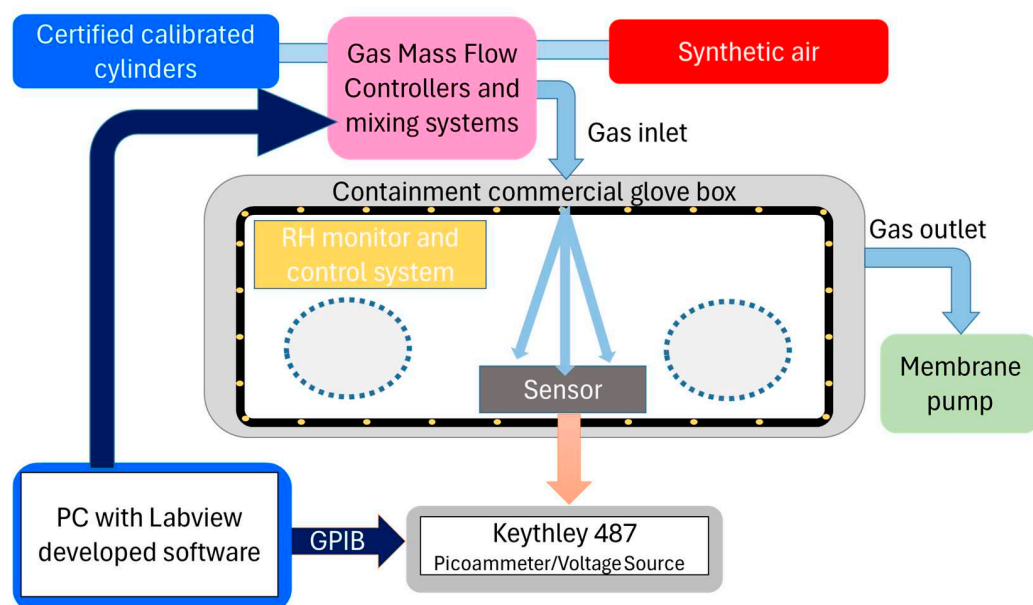 Certified calibrated
cylinders
Gas Mass Flow
Controllers and
mixing systems
Synthetic air
Gas inlet
Containment commercial glove box
RH monitor and
control system
Gas outlet
Sensor
Membrane
pump
PC with Labview
developed software
GPIB
Keythley 487
Picoammeter/Voltage Source